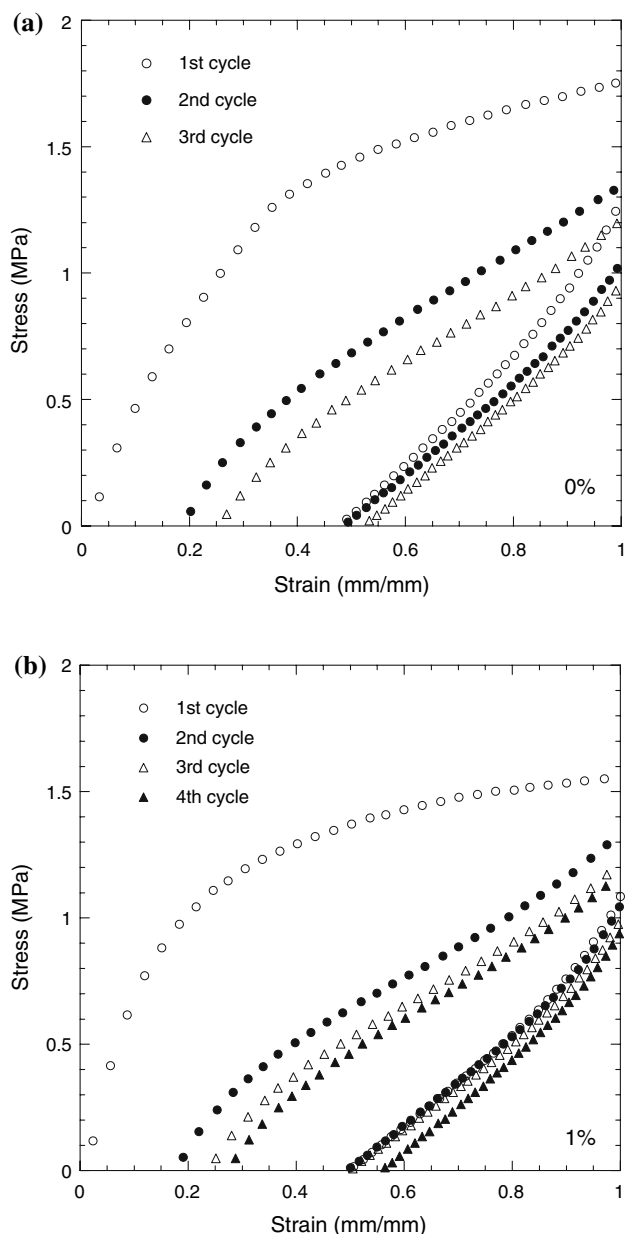 (a)
2
1st cycle
2nd cycle
3rd cycle
1.5
1
0.5
0
0%
0 0.2 0.4 0.6 0.8 1
Stress (MPa)
Strain (mm/mm)
(b)
2
1st cycle
2nd cycle
3rd cycle
4th cycle
1.5
1
0.5
0
1%
0 0.2 0.4 0.6 0.8 1
Stress (MPa)
Strain (mm/mm)